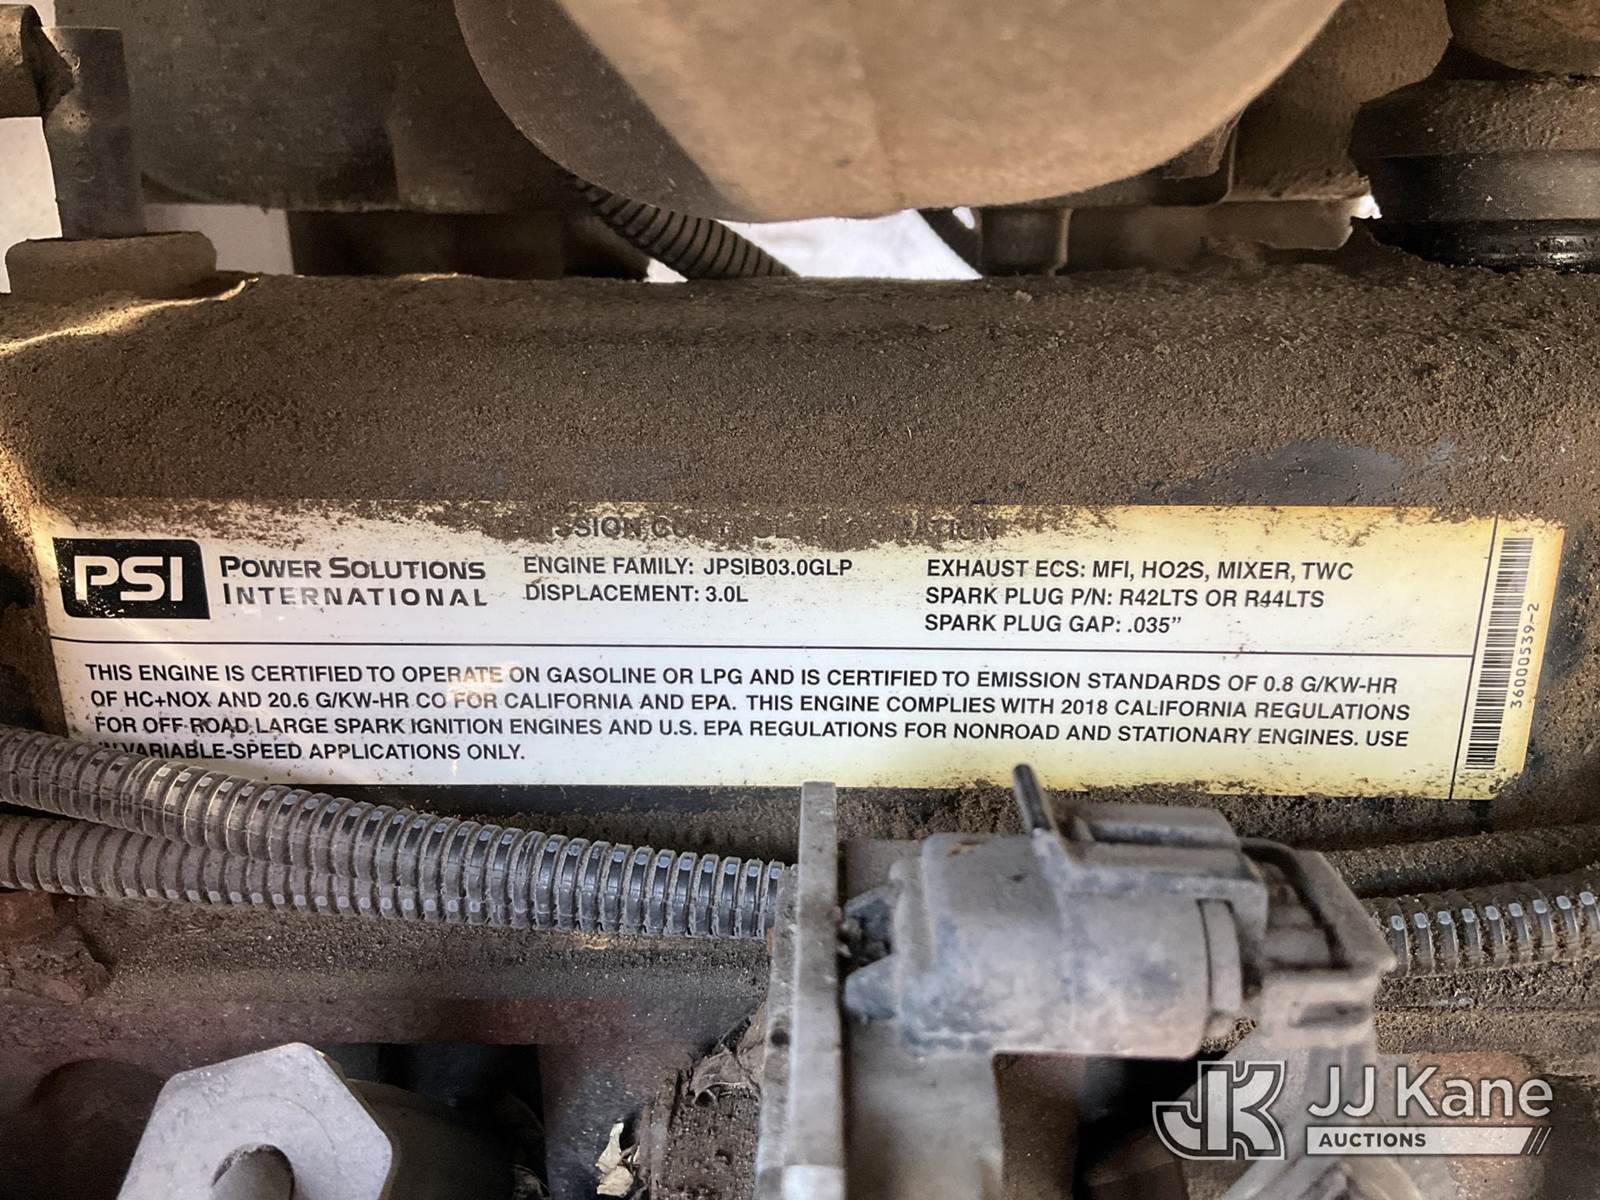 PSI
POWER SOLUTIONS
INTERNATIONAL
ENGINE FAMILY: JPSIB03.0GLP
DISPLACEMENT: 3.0L
EXHAUST ECS: MFI, HO2S, MIXER, TWC
SPARK PLUG P/N: R42LTS OR R44LTS
SPARK PLUG GAP: .035”
THIS ENGINE IS CERTIFIED TO OPERATE ON GASOLINE OR LPG AND IS CERTIFIED TO EMISSION STANDARDS OF 0.8 G/KW-HR
OF HC+NOX AND 20.6 G/KW-HR CO FOR CALIFORNIA AND EPA. THIS ENGINE COMPLIES WITH 2018 CALIFORNIA REGULATIONS
FOR OFF-ROAD LARGE SPARK IGNITION ENGINES AND U.S. EPA REGULATIONS FOR NONROAD AND STATIONARY ENGINES. USE
VARIABLE-SPEED APPLICATIONS ONLY.
36000539-2
JK JJ Kane
AUCTIONS